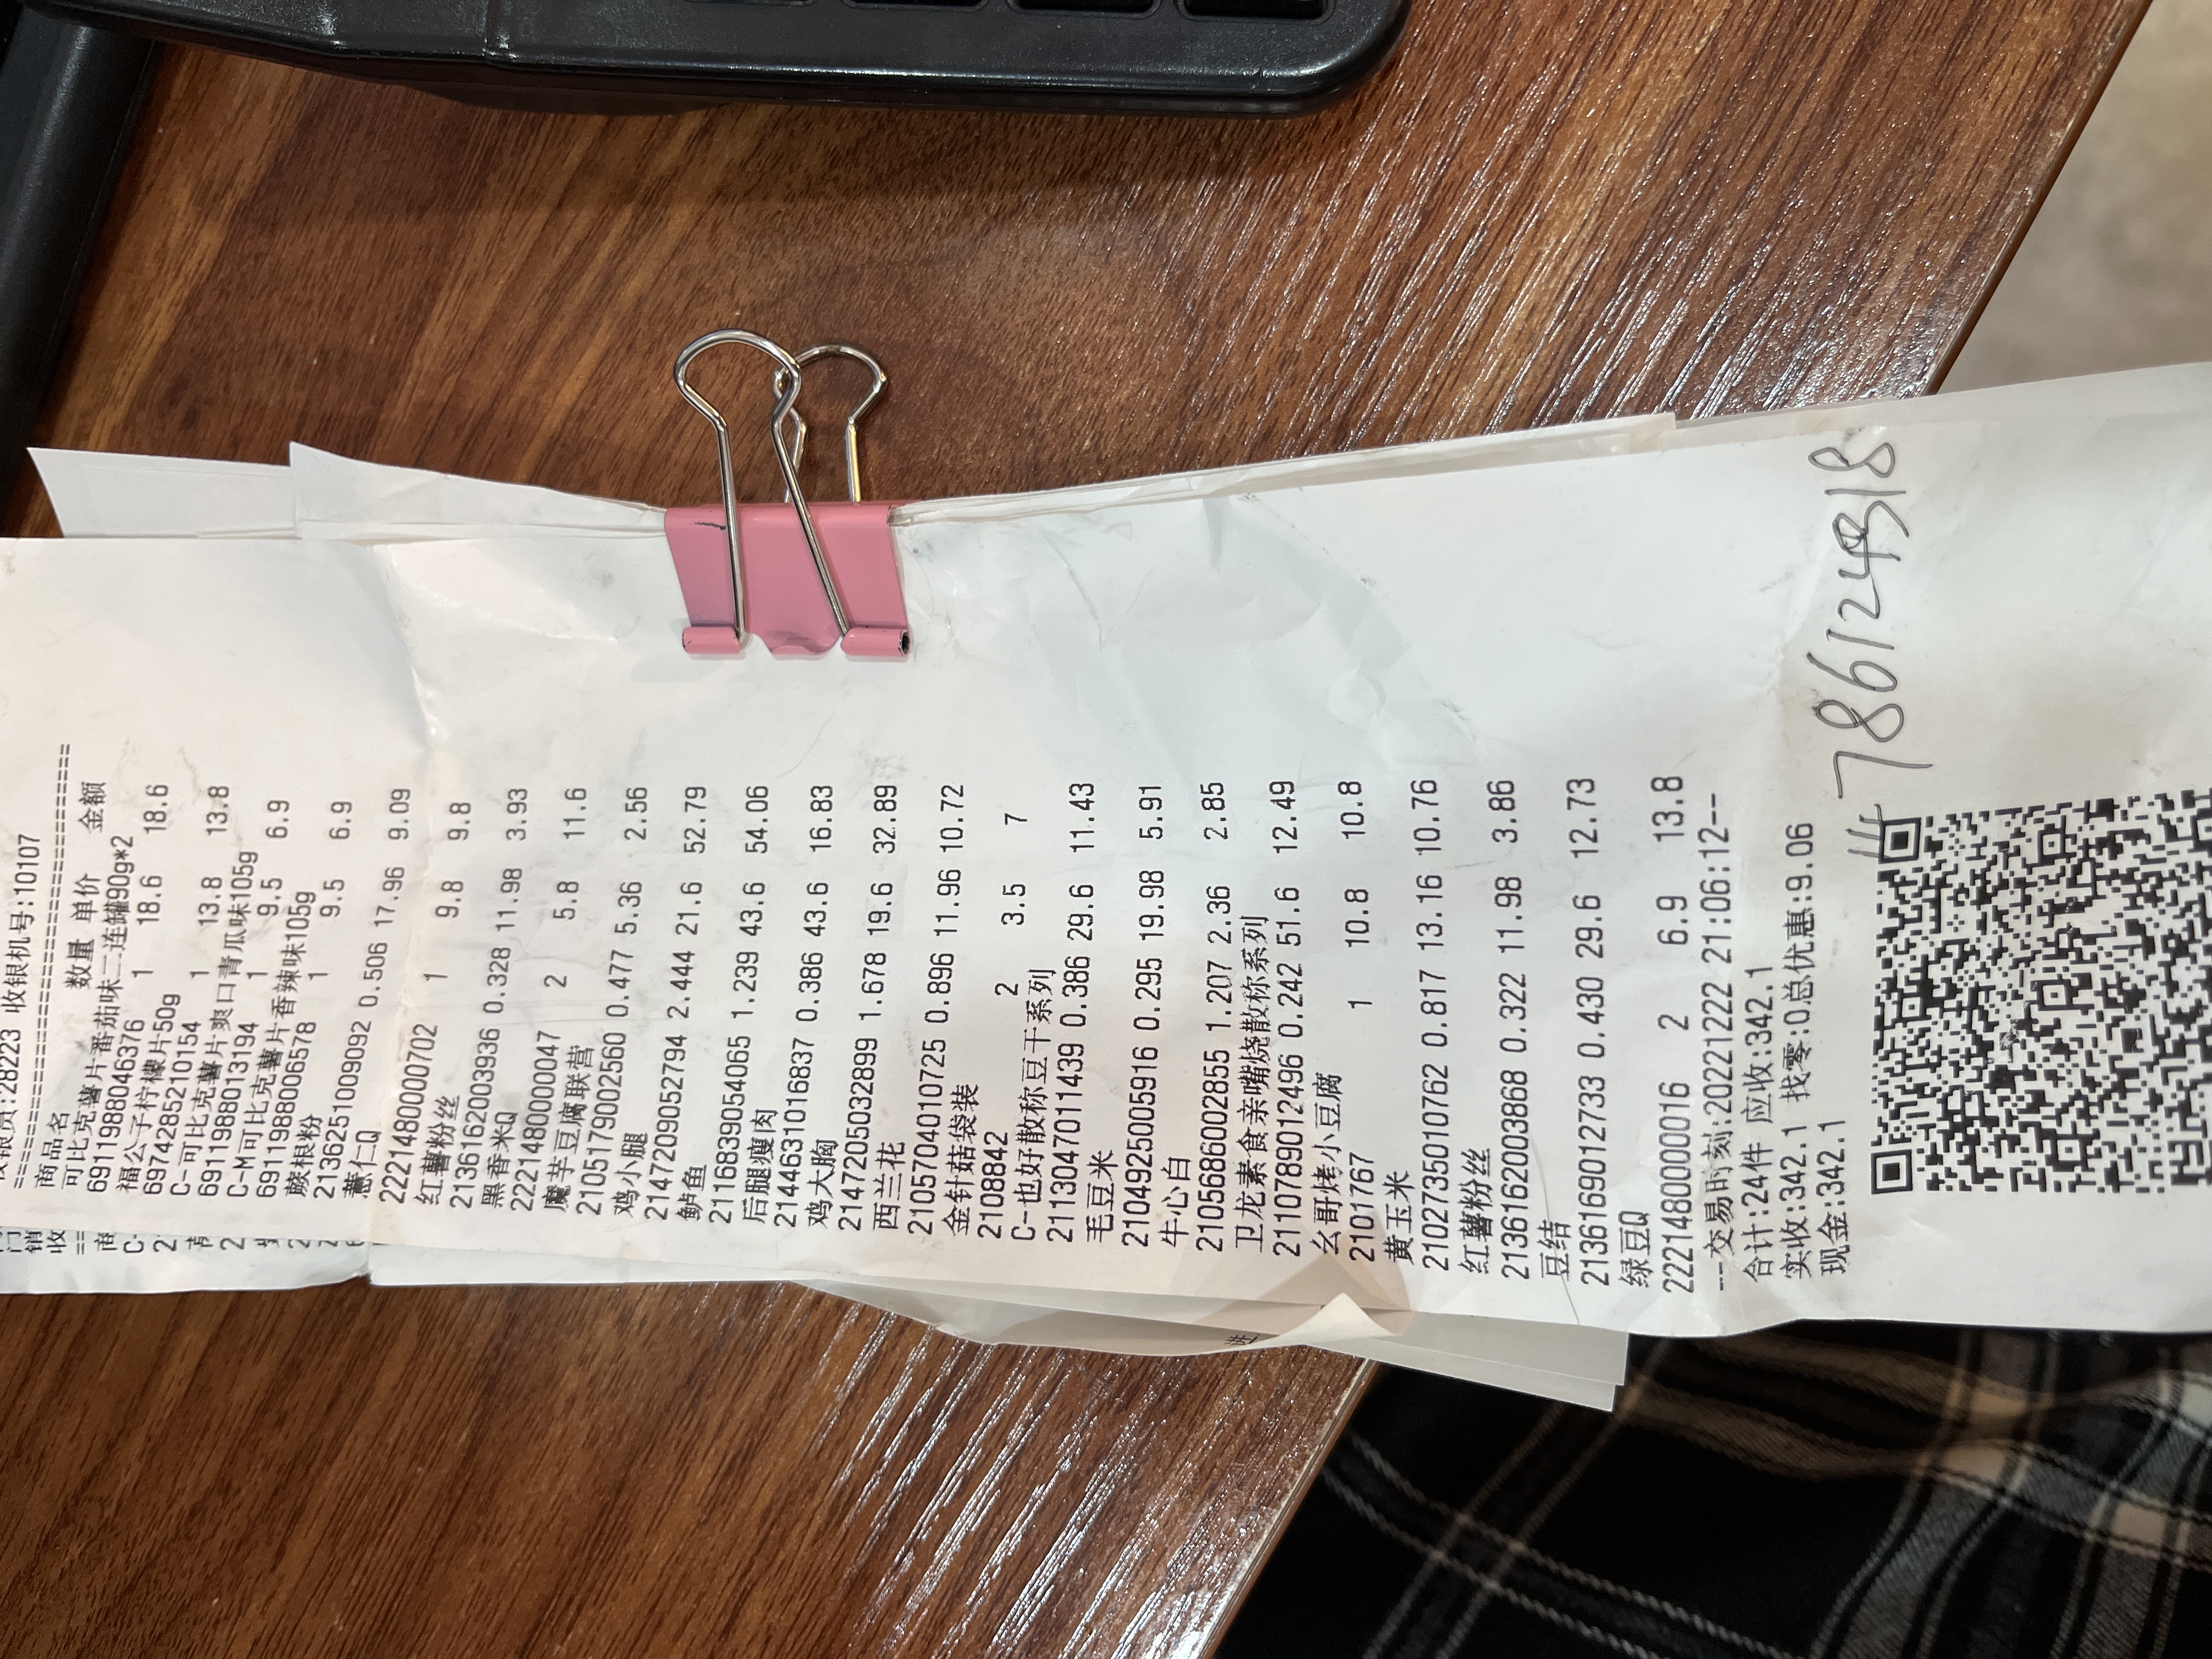 收银员:28223 收银机号:10107
================================
商品名 数量 单价 金额
可比克薯片番茄味二连罐90g*2
6911988046376 1 18.6 18.6
福公子柠檬片50g
6974285210154 1 13.8 13.8
C-可比克薯片爽口青瓜味105g
6911988013194 1 9.5 6.9
C-M可比克薯片香辣味105g
6911988006578 1 9.5 6.9
蕨根粉
2136251009092 0.506 17.96 9.09
薏仁Q
2221480000702 1 9.8 9.8
红薯粉丝
2136162003936 0.328 11.98 3.93
黑香米Q
2221480000047 2 5.8 11.6
魔芋豆腐联营
2105179002560 0.477 5.36 2.56
鸡小腿
2147209052794 2.444 21.6 52.79
鲈鱼
2116839054065 1.239 43.6 54.06
后腿瘦肉
2144631016837 0.386 43.6 16.83
鸡大胸
2147205032899 1.678 19.6 32.89
西兰花
2105704010725 0.896 11.96 10.72
金针菇袋装
2108842 2 3.5 7
C-也好散称豆干系列
2113047011439 0.386 29.6 11.43
毛豆米
2104925005916 0.295 19.98 5.91
牛心白
2105686002855 1.207 2.36 2.85
卫龙素食亲嘴烧散称系列
2110789012496 0.242 51.6 12.49
幺哥烤小豆腐
2101767 1 10.8 10.8
黄玉米
2102735010762 0.817 13.16 10.76
红薯粉丝
2136162003868 0.322 11.98 3.86
豆结
2136169012733 0.430 29.6 12.73
绿豆Q
2221480000016 2 6.9 13.8
---交易时刻:20221222 21:06:12--
合计:24件 应收:342.1
实收:342.1 找零:0总优惠:9.06
现金:342.1